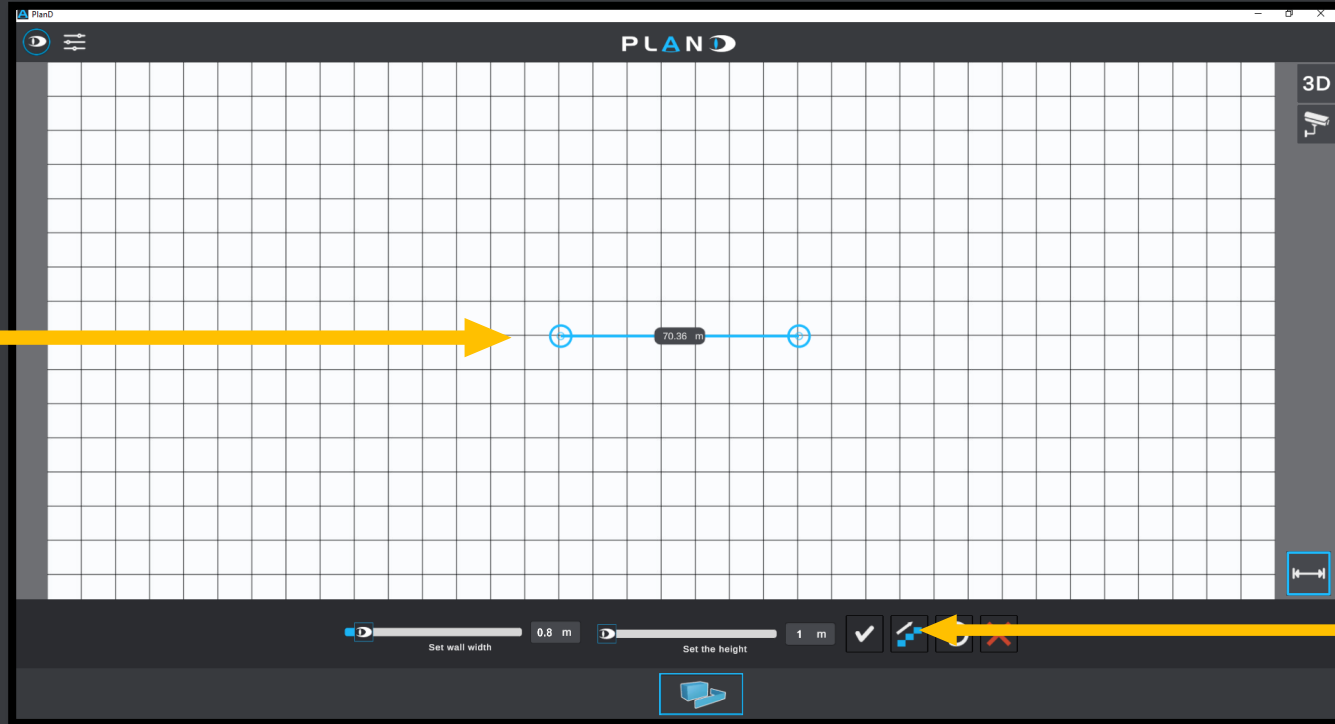 PlanD
PLAND
3D
70.36 m
0.8 m
Set wall width
1 m
Set the height